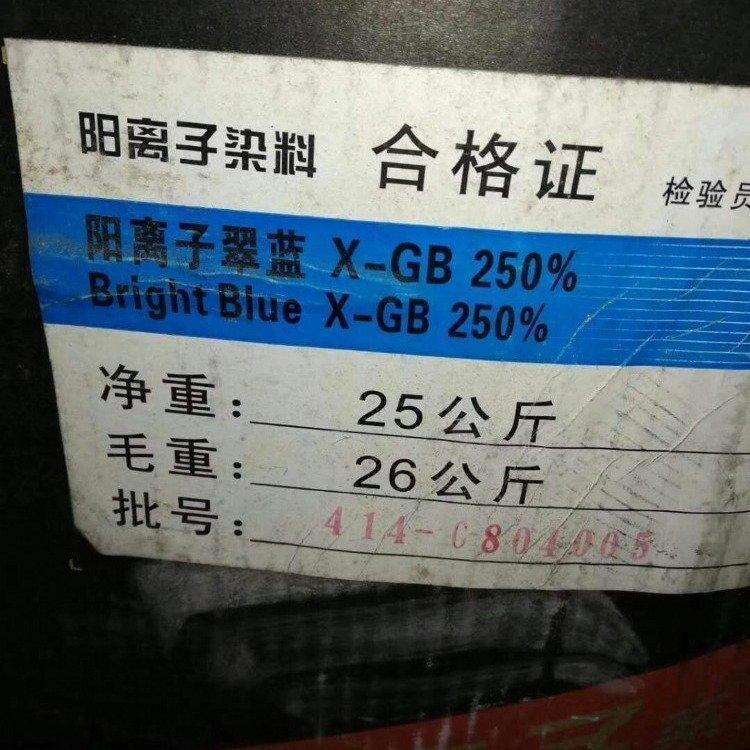 阳离子染料 合格证 检验员
阳离子翠蓝 X-GB 250%
Bright Blue X-GB 250%
净重: 25公斤
毛重: 26公斤
批号: 414-C804005